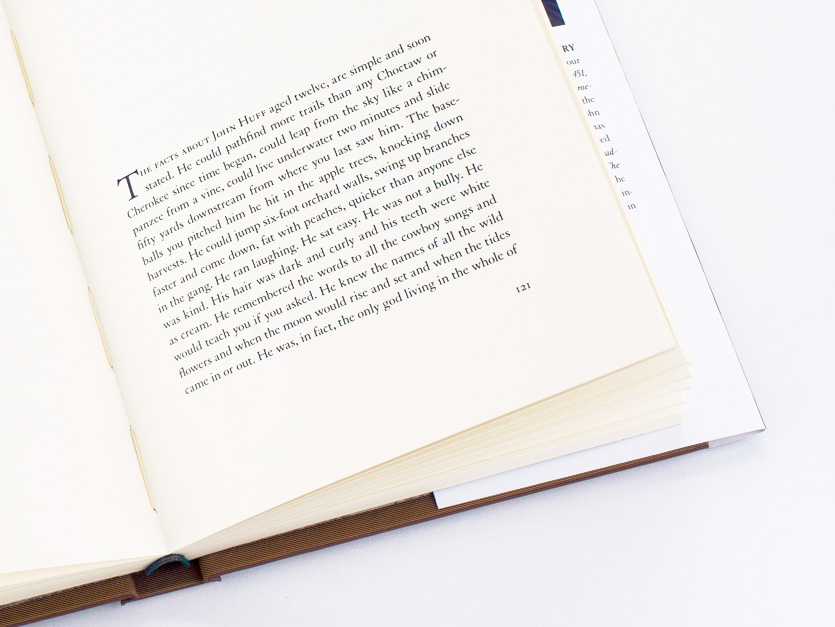 THE FACTS ABOUT JOHN HUFF aged twelve, are simple and soon
stated. He could pathfind more trails than any Choctaw or
Cherokee since time began, could leap from the sky like a chim-
panzee from a vine, could live underwater two minutes and slide
fifty yards downstream from where you last saw him. The base-
balls you pitched him he hit in the apple trees, knocking down
harvests. He could jump six-foot orchard walls, swing up branches
faster and come down, fat with peaches, quicker than anyone else
in the gang. He ran laughing. He sat easy. He was not a bully. He
was kind. His hair was dark and curly and his teeth were white
as cream. He remembered the words to all the cowboy songs and
would teach you if you asked. He knew the names of all the wild
flowers and when the moon would rise and set and when the tides
came in or out. He was, in fact, the only god living in the whole of
121
RY
our
451,
me-
the
in-
in